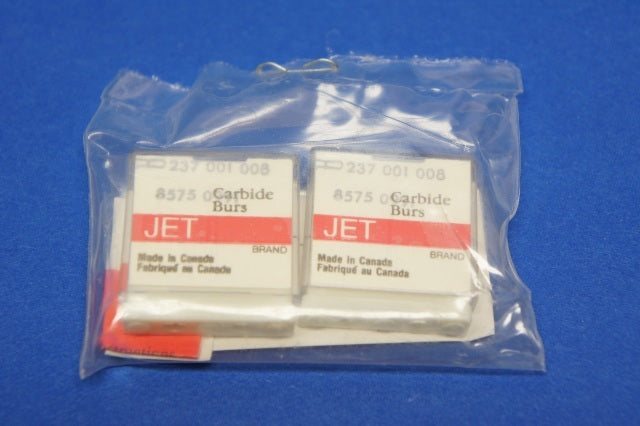 237 001 008
8575
Carbide
Burs
JET
BRAND
Made in Canada
Fabriqué au Canada
237 001 008
8575
Carbide
Burs
JET
BRAND
Made in Canada
Fabriqué au Canada